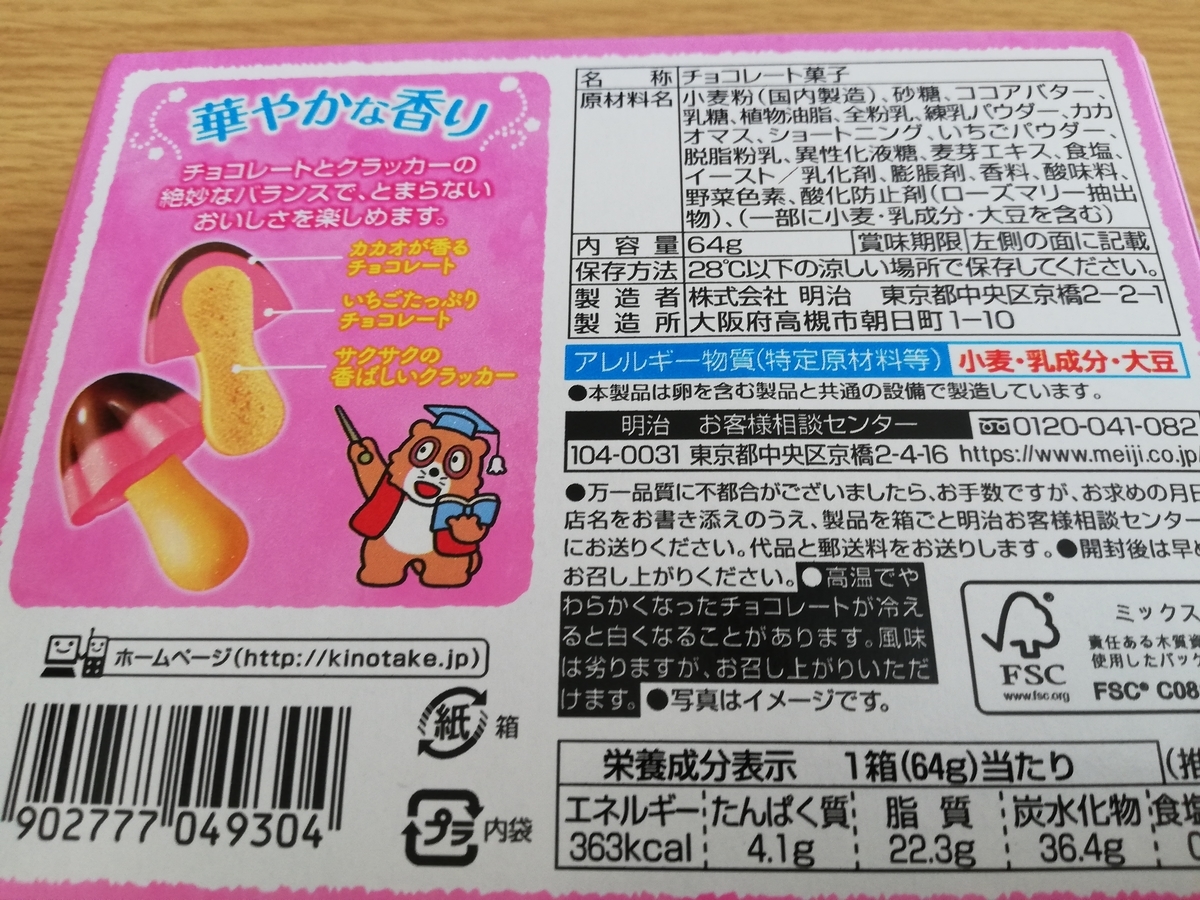 華やかな香り
チョコレートとクラッカーの
絶妙なバランスで、とまらない
おいしさを楽しめます。
カカオが香る
チョコレート
いちごたっぷり
チョコレート
サクサクの
香ばしいクラッカー
ホームページ(http://kinotake.jp)
902777 049304
紙 箱
プラ 内袋
名 称 チョコレート菓子
原材料名 小麦粉(国内製造)、砂糖、ココアバター、
乳糖、植物油脂、全粉乳、練乳パウダー、カカ
オマス、ショートニング、いちごパウダー、
脱脂粉乳、異性化液糖、麦芽エキス、食塩、
イースト/乳化剤、膨脹剤、香料、酸味料、
野菜色素、酸化防止剤(ローズマリー抽出
物)、(一部に小麦・乳成分・大豆を含む)
内容量 64g 賞味期限 左側の面に記載
保存方法 28℃以下の涼しい場所で保存してください。
製造者 株式会社 明治 東京都中央区京橋2-2-1
製造所 大阪府高槻市朝日町1-10
アレルギー物質(特定原材料等) 小麦・乳成分・大豆
●本製品は卵を含む製品と共通の設備で製造しています。
明治 お客様相談センター 0120-041-082
104-0031 東京都中央区京橋2-4-16 https://www.meiji.co.jp/
●万一品質に不都合がございましたら、お手数ですが、お求めの月日
店名をお書き添えのうえ、製品を箱ごと明治お客様相談センター
にお送りください。代品と郵送料をお送りします。●開封後は早め
お召し上がりください。●高温でや
わらかくなったチョコレートが冷え
ると白くなることがあります。風味
は劣りますが、お召し上がりいただ
けます。●写真はイメージです。
ミックス
責任ある木質資
使用したパッケ
FSC
www.fsc.org
FSC® C08
栄養成分表示 1箱(64g)当たり (推
エネルギー たんぱく質 脂質 炭水化物 食塩
363kcal 4.1g 22.3g 36.4g 0